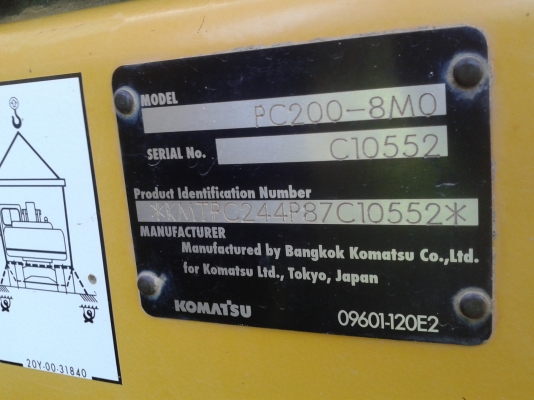 MODEL
PC200-8M0
SERIAL No.
C10552
Product Identification Number
*KMTPC244P87C10552*
MANUFACTURER
Manufactured by Bangkok Komatsu Co.,Ltd.
for Komatsu Ltd., Tokyo, Japan
KOMATSU
09601-120E2
20Y-00-31840